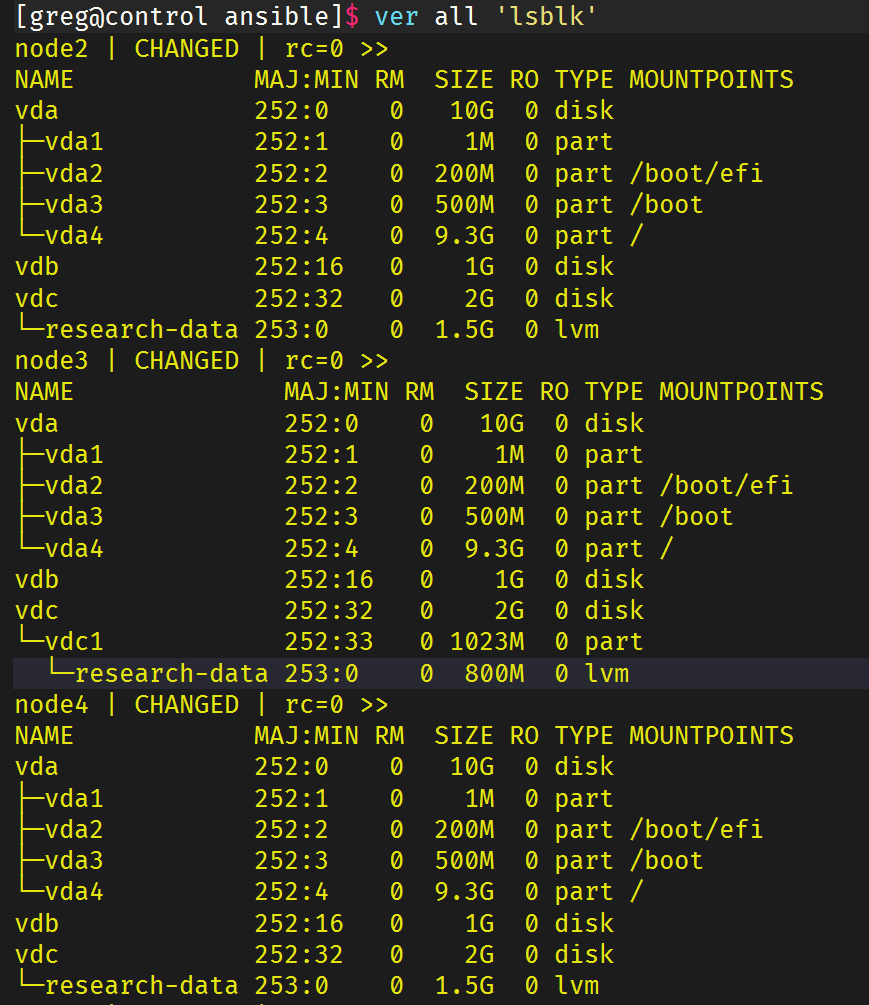 [greg@control ansible]$ ver all 'lsblk'
node2 | CHANGED | rc=0 >>
NAME            MAJ:MIN RM  SIZE RO TYPE MOUNTPOINTS
vda             252:0    0   10G  0 disk
├─vda1          252:1    0    1M  0 part
├─vda2          252:2    0  200M  0 part /boot/efi
├─vda3          252:3    0  500M  0 part /boot
└─vda4          252:4    0  9.3G  0 part /
vdb             252:16   0    1G  0 disk
vdc             252:32   0    2G  0 disk
└─research-data 253:0    0  1.5G  0 lvm
node3 | CHANGED | rc=0 >>
NAME              MAJ:MIN RM  SIZE RO TYPE MOUNTPOINTS
vda               252:0    0   10G  0 disk
├─vda1            252:1    0    1M  0 part
├─vda2            252:2    0  200M  0 part /boot/efi
├─vda3            252:3    0  500M  0 part /boot
└─vda4            252:4    0  9.3G  0 part /
vdb               252:16   0    1G  0 disk
vdc               252:32   0    2G  0 disk
└─vdc1            252:33   0 1023M  0 part
  └─research-data 253:0    0  800M  0 lvm
node4 | CHANGED | rc=0 >>
NAME            MAJ:MIN RM  SIZE RO TYPE MOUNTPOINTS
vda             252:0    0   10G  0 disk
├─vda1          252:1    0    1M  0 part
├─vda2          252:2    0  200M  0 part /boot/efi
├─vda3          252:3    0  500M  0 part /boot
└─vda4          252:4    0  9.3G  0 part /
vdb             252:16   0    1G  0 disk
vdc             252:32   0    2G  0 disk
└─research-data 253:0    0  1.5G  0 lvm